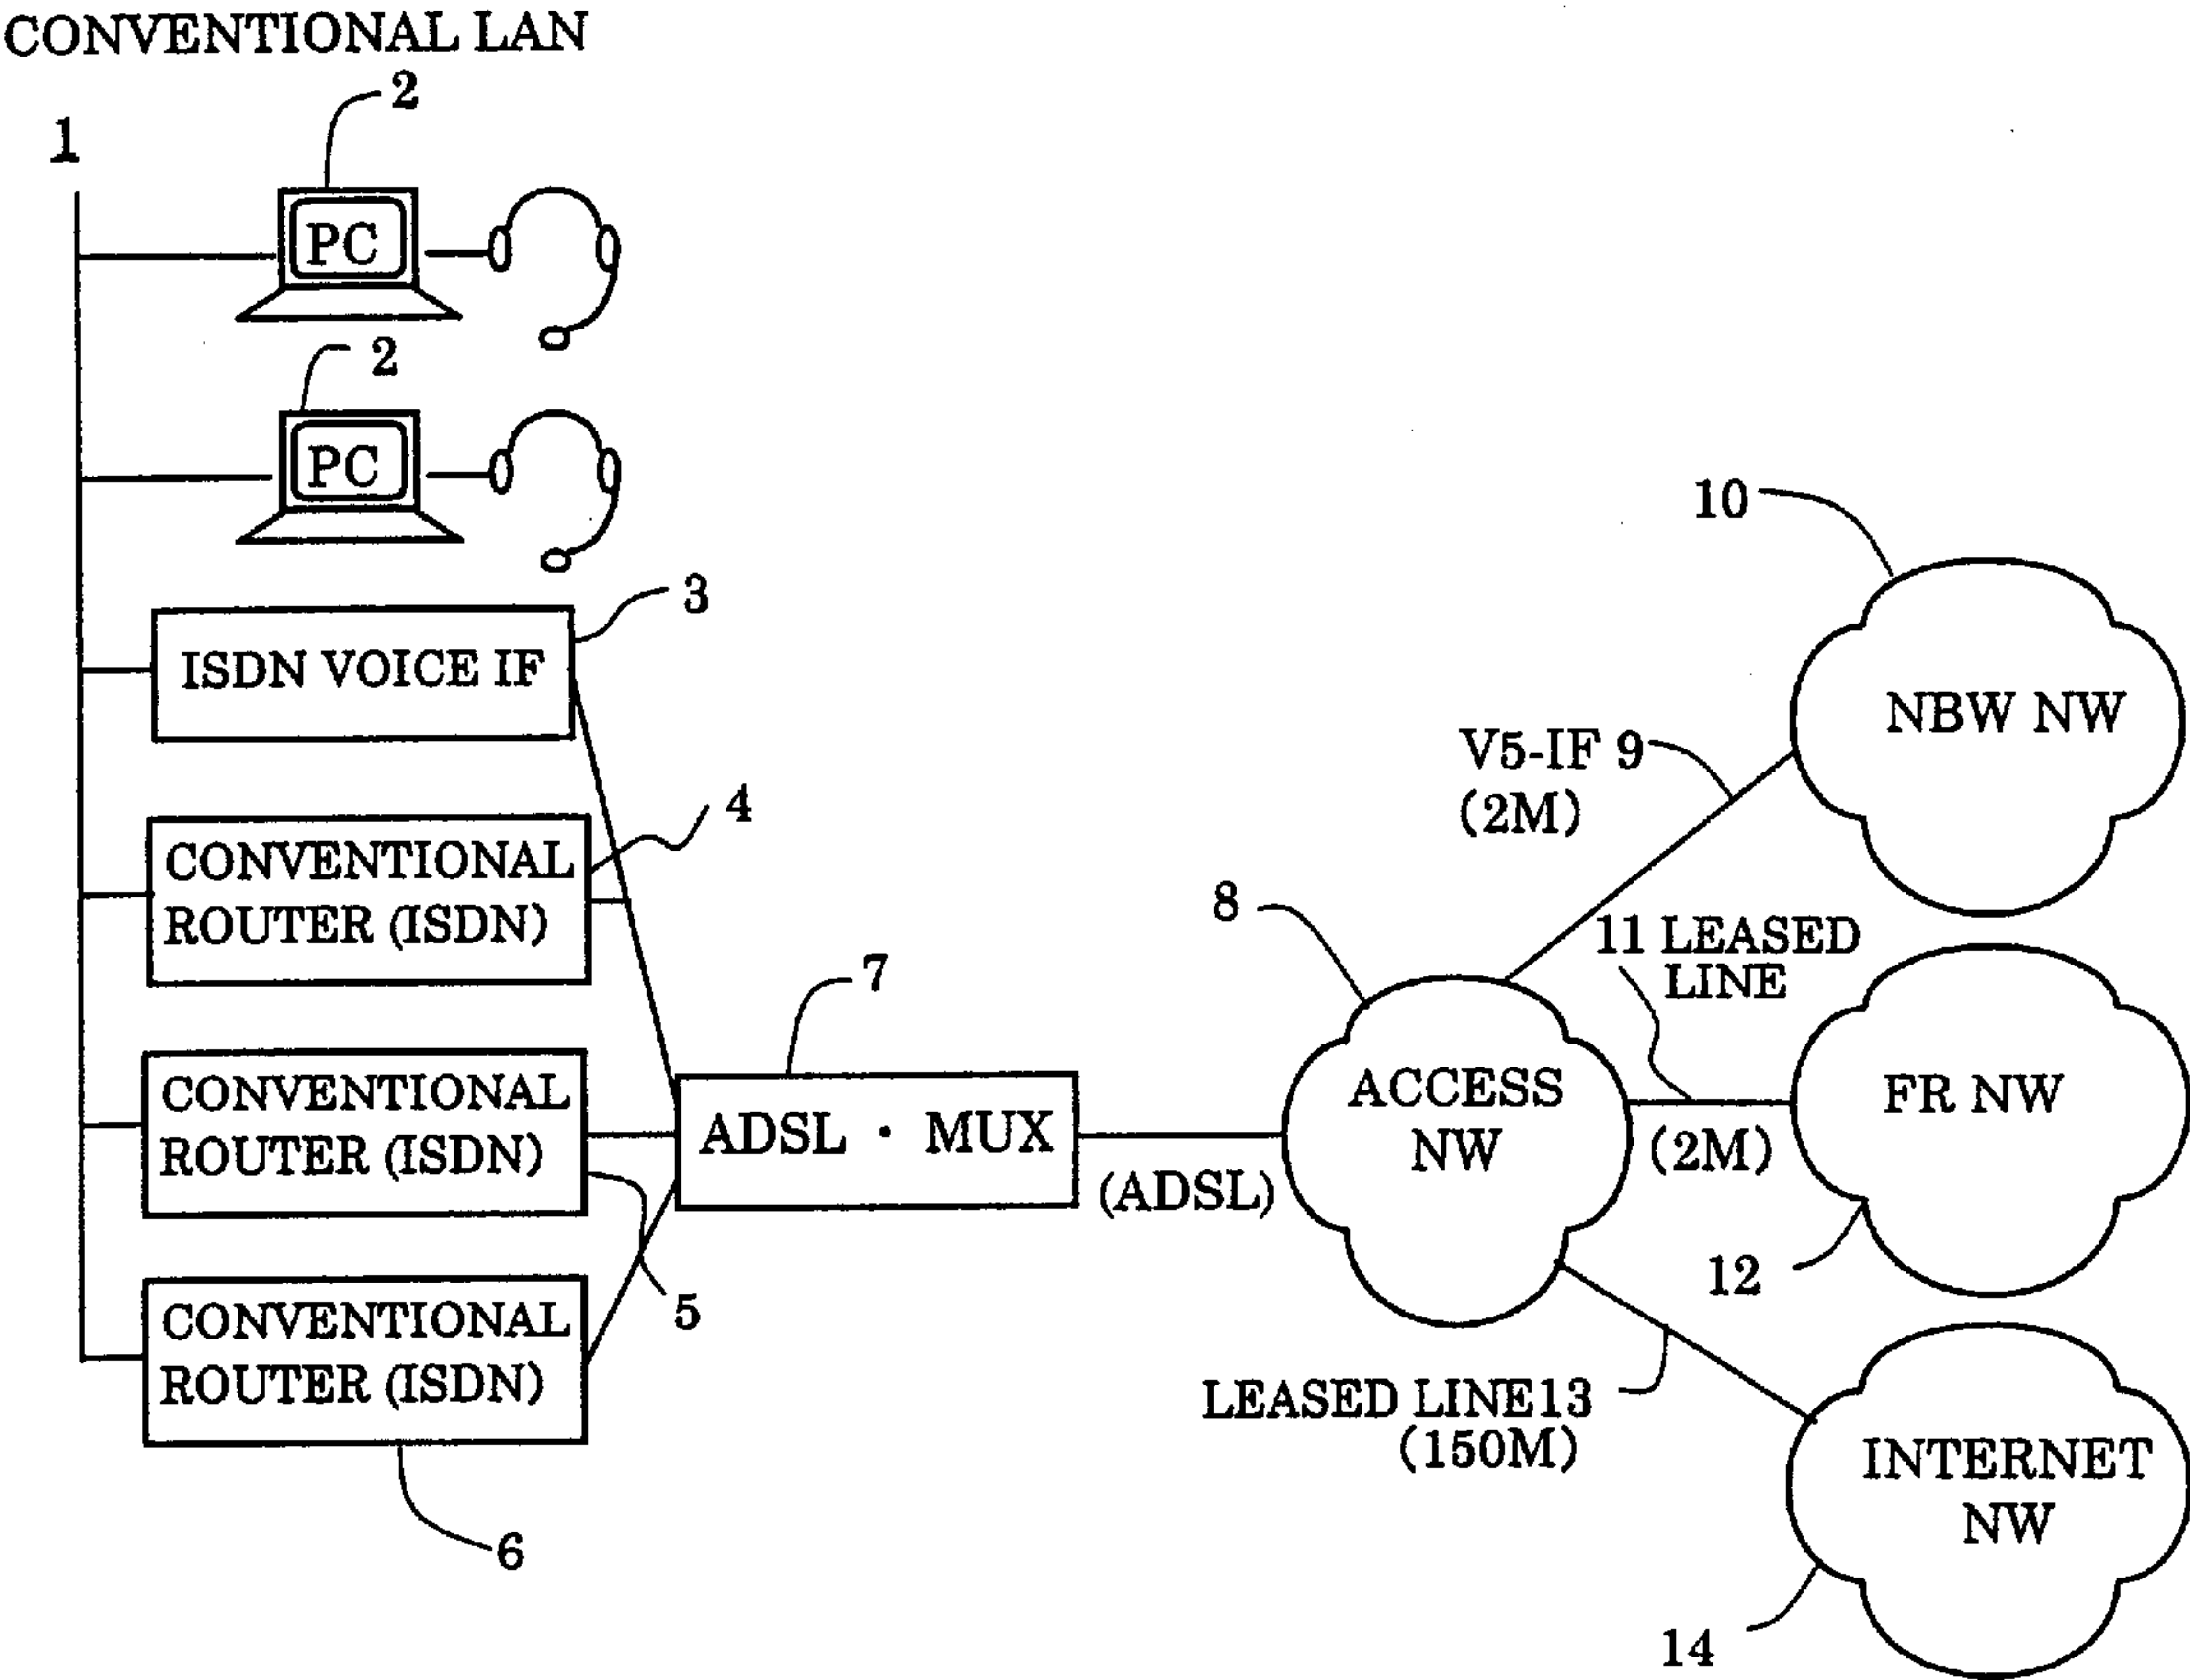 CONVENTIONAL LAN
2
1
PC
2
PC
3
ISDN VOICE IF
4
CONVENTIONAL
ROUTER (ISDN)
CONVENTIONAL
ROUTER (ISDN)
5
CONVENTIONAL
ROUTER (ISDN)
6
7
ADSL · MUX
(ADSL)
8
ACCESS
NW
V5-IF 9
(2M)
10
NBW NW
11 LEASED
LINE
(2M)
FR NW
12
LEASED LINE13
(150M)
INTERNET
NW
14